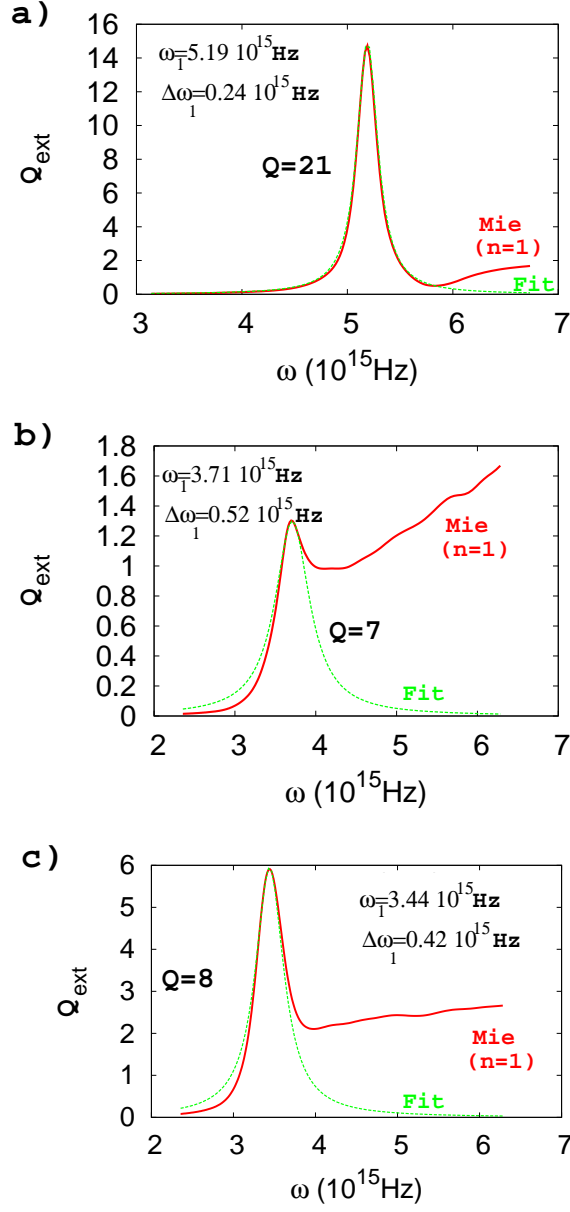 a)
16
14
12
10
8
6
4
2
0
Q_ext
ω₁=5.19 10¹⁵Hz
Δω₁=0.24 10¹⁵Hz
Q=21
Mie
(n=1)
Fit
3 4 5 6 7
ω (10¹⁵Hz)
b)
1.8
1.6
1.4
1.2
1
0.8
0.6
0.4
0.2
0
Q_ext
ω₁=3.71 10¹⁵Hz
Δω₁=0.52 10¹⁵Hz
Mie
(n=1)
Q=7
Fit
2 3 4 5 6 7
ω (10¹⁵Hz)
c)
6
5
4
3
2
1
0
Q_ext
ω₁=3.44 10¹⁵Hz
Δω₁=0.42 10¹⁵Hz
Q=8
Mie
(n=1)
Fit
2 3 4 5 6 7
ω (10¹⁵Hz)